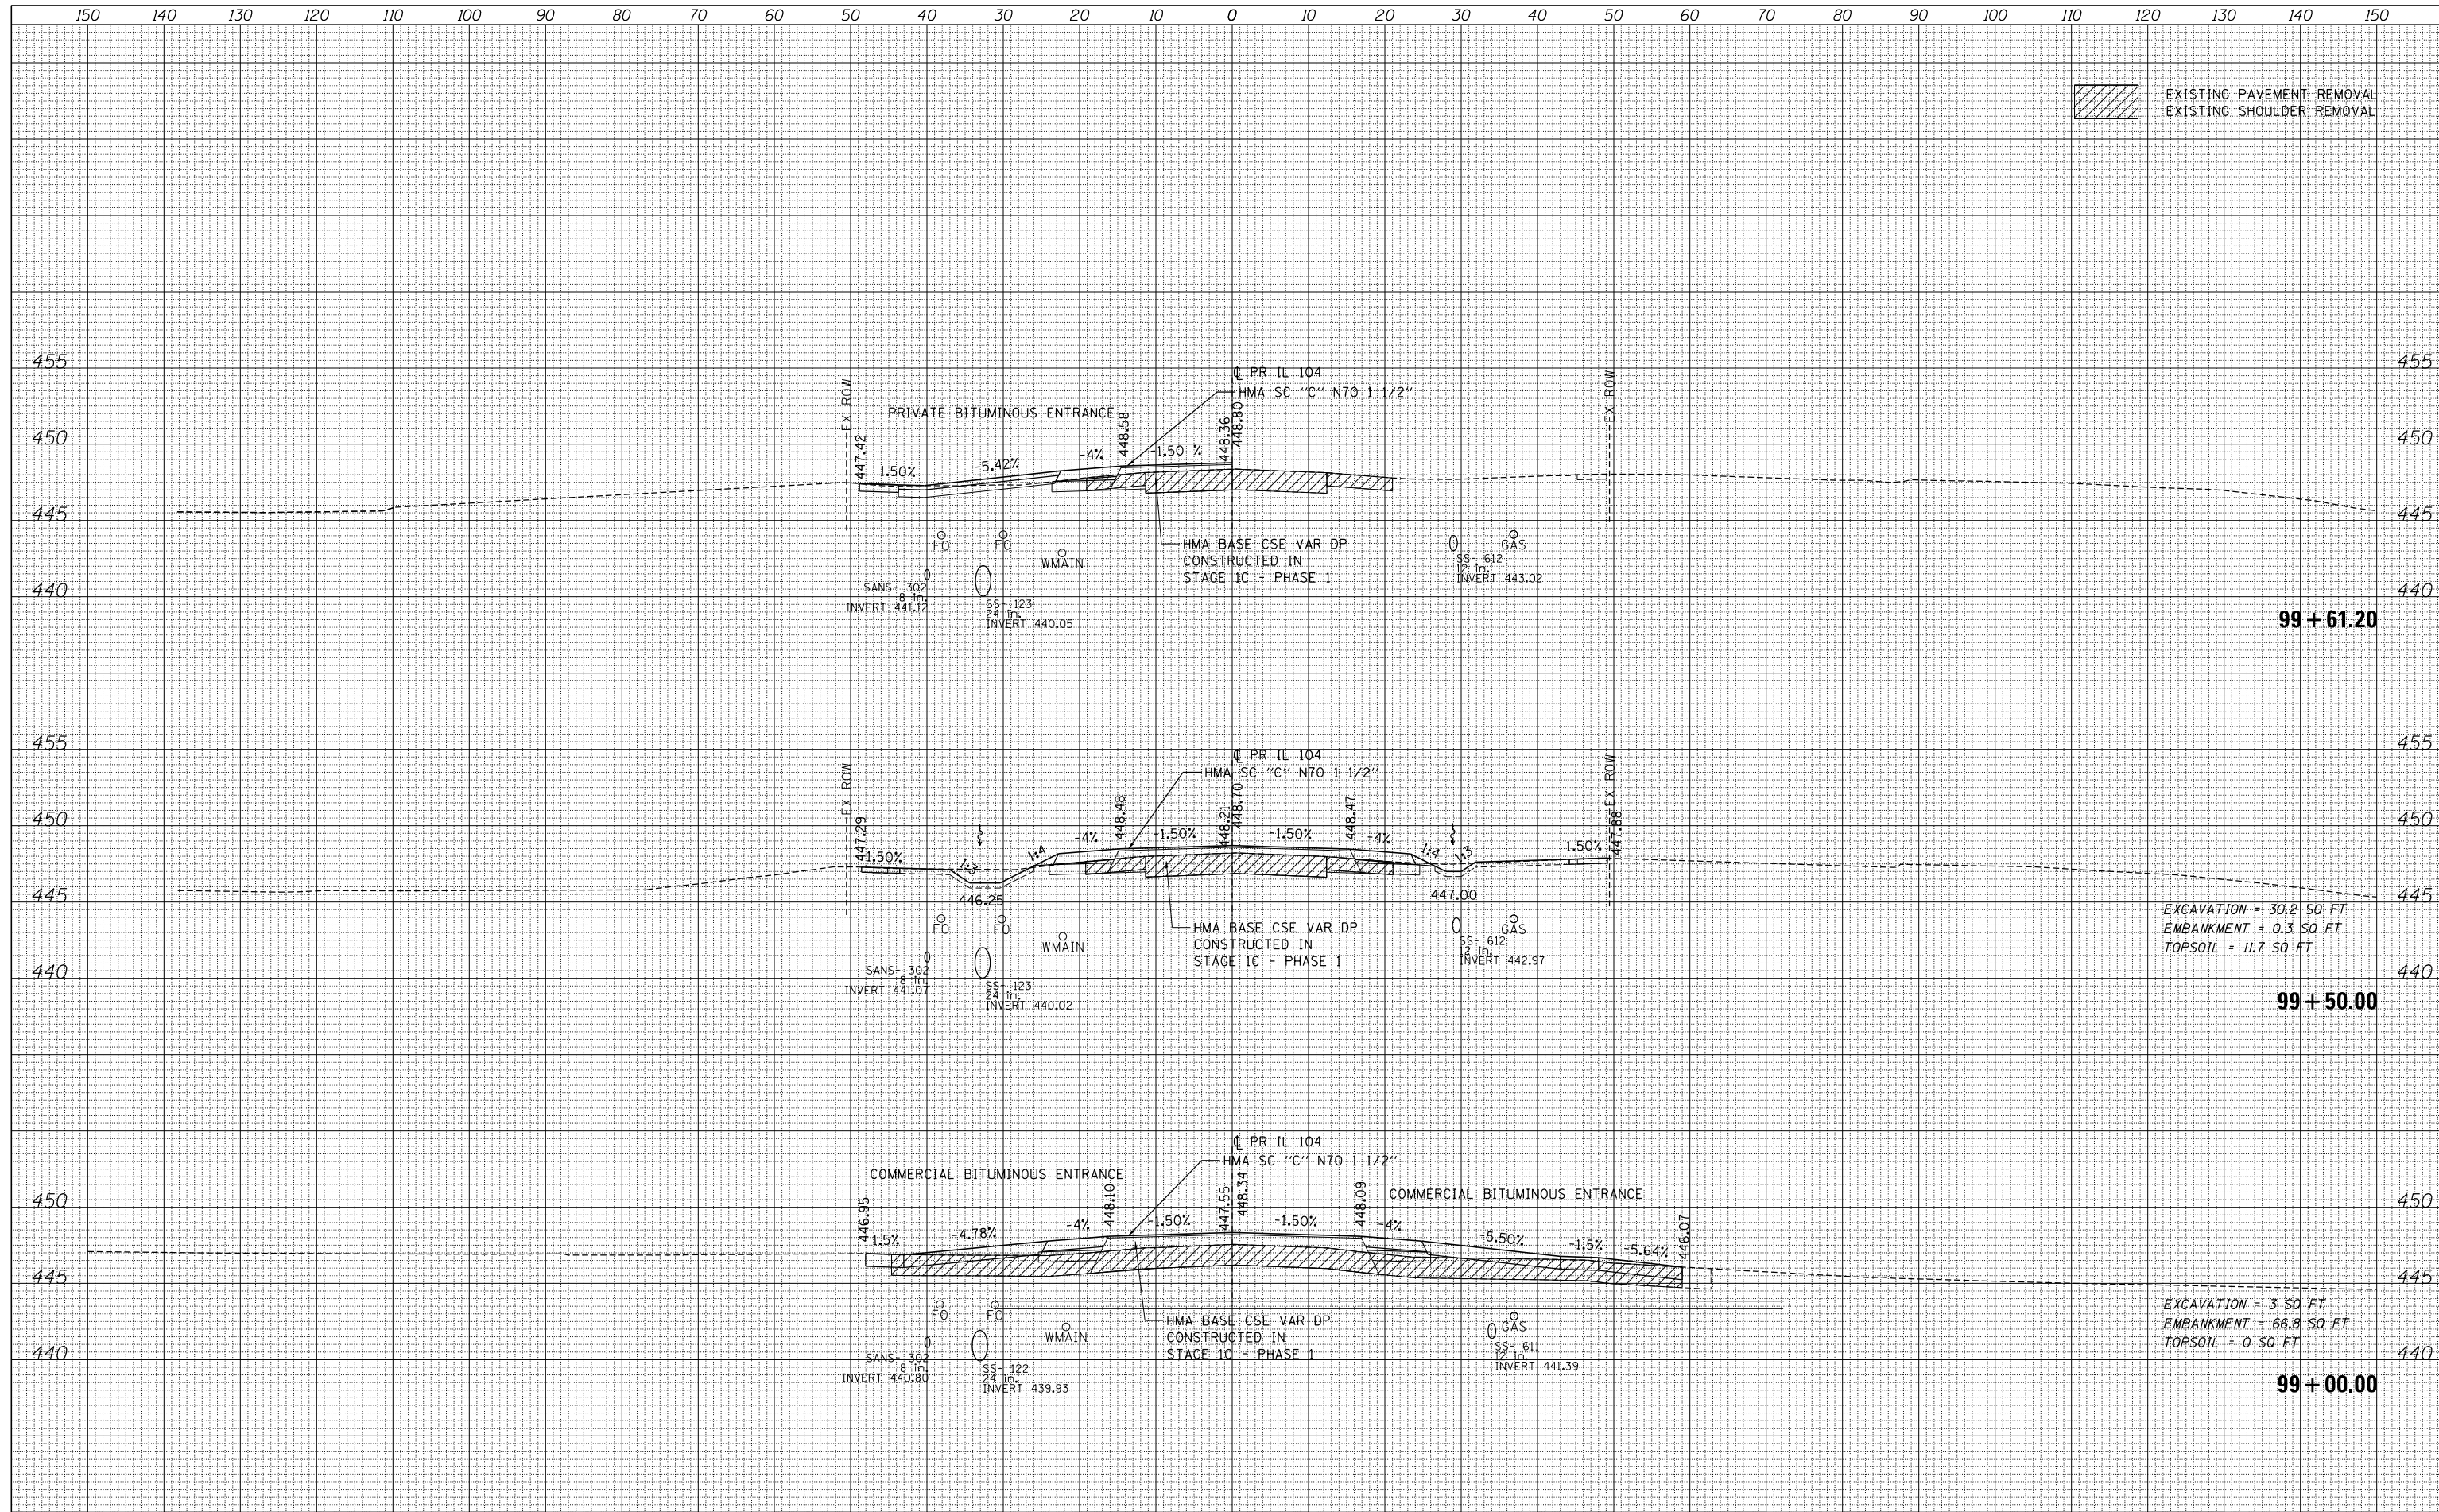 150 140 130 120 110 100 90 80 70 60 50 40 30 20 10 0 10 20 30 40 50 60 70 80 90 100 110 120 130 140 150
EXISTING PAVEMENT REMOVAL
EXISTING SHOULDER REMOVAL
455 455
℄ PR IL 104
HMA SC "C" N70 1 1/2"
EX ROW
EX ROW
PRIVATE BITUMINOUS ENTRANCE
450 450
447.42
448.58
448.36
448.80
1.50% -5.42% -4% -1.50 %
445 445
FO FO WMAIN
HMA BASE CSE VAR DP
CONSTRUCTED IN
STAGE 1C - PHASE 1
SS- 612
12 in.
INVERT 443.02
GAS
SANS- 302
8 in.
INVERT 441.12
SS- 123
24 in.
INVERT 440.05
440 440
99+61.20
455 455
℄ PR IL 104
HMA SC "C" N70 1 1/2"
EX ROW
EX ROW
450 450
447.29
448.48
448.21
448.70
448.47
447.88
1.50% 1:3 1:4 -4% -1.50% -1.50% -4% 1:4 1:3 1.50%
446.25
447.00
445 445
EXCAVATION = 30.2 SQ FT
EMBANKMENT = 0.3 SQ FT
TOPSOIL = 11.7 SQ FT
FO FO WMAIN
HMA BASE CSE VAR DP
CONSTRUCTED IN
STAGE 1C - PHASE 1
SS- 612
12 in.
INVERT 442.97
GAS
SANS- 302
8 in.
INVERT 441.07
SS- 123
24 in.
INVERT 440.02
440 440
99+50.00
℄ PR IL 104
HMA SC "C" N70 1 1/2"
COMMERCIAL BITUMINOUS ENTRANCE
COMMERCIAL BITUMINOUS ENTRANCE
450 450
446.95
448.10
447.55
448.34
448.09
446.07
1.5% -4.78% -4% -1.50% -1.50% -4% -5.50% -1.5% -5.64%
445 445
EXCAVATION = 3 SQ FT
EMBANKMENT = 66.8 SQ FT
TOPSOIL = 0 SQ FT
FO FO WMAIN
HMA BASE CSE VAR DP
CONSTRUCTED IN
STAGE 1C - PHASE 1
GAS
SS- 611
12 in.
INVERT 441.39
SANS- 302
8 in.
INVERT 440.80
SS- 122
24 in.
INVERT 439.93
440 440
99+00.00